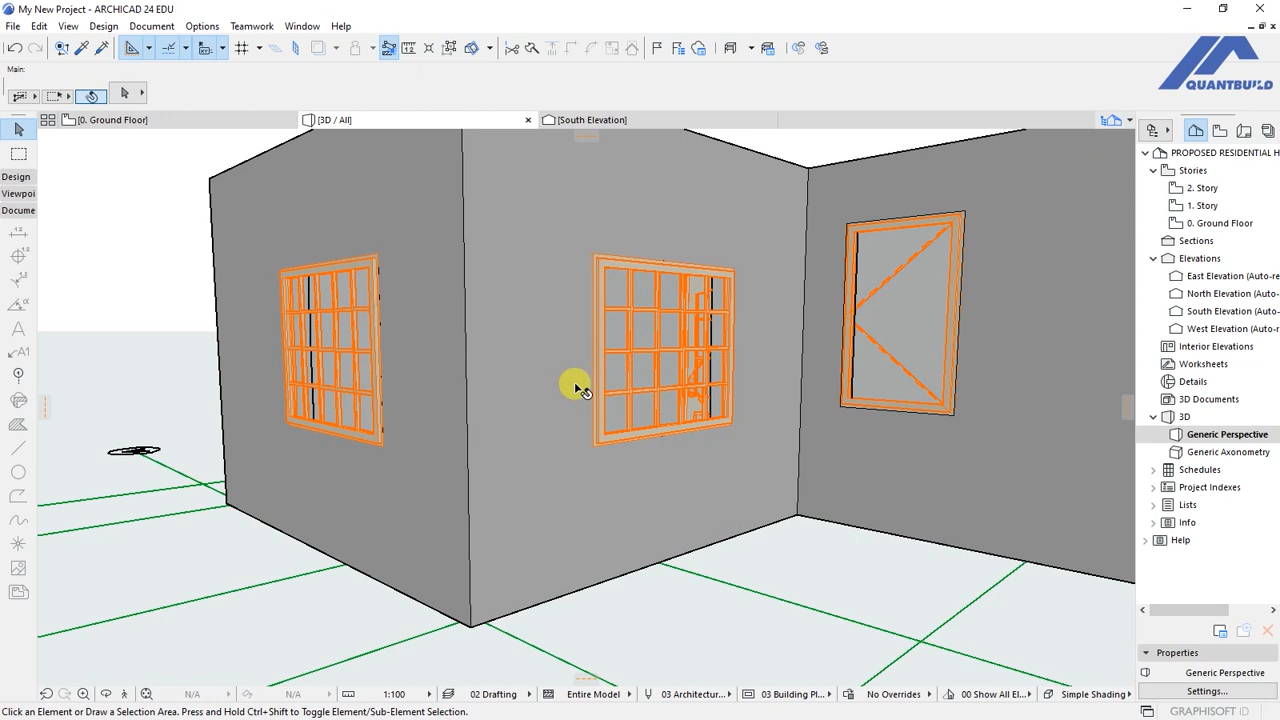 My New Project - ARCHICAD 24 EDU
File Edit View Design Document Options Teamwork Window Help
Main:
QUANTBUILD
[0. Ground Floor]
[3D / All]
[South Elevation]
Design
Viewpoi
Docume
A
A1
1.2
PROPOSED RESIDENTIAL H
Stories
2. Story
1. Story
0. Ground Floor
Sections
Elevations
East Elevation (Auto-re
North Elevation (Auto-
South Elevation (Auto-
West Elevation (Auto-re
Interior Elevations
Worksheets
Details
3D Documents
3D
Generic Perspective
Generic Axonometry
Schedules
Project Indexes
Lists
Info
Help
Properties
Generic Perspective
Settings...
N/A N/A 1:100 02 Drafting Entire Model 03 Architectur... 03 Building Pl... No Overrides 00 Show All El... Simple Shading
Click an Element or Draw a Selection Area. Press and Hold Ctrl+Shift to Toggle Element/Sub-Element Selection.
GRAPHISOFT ID